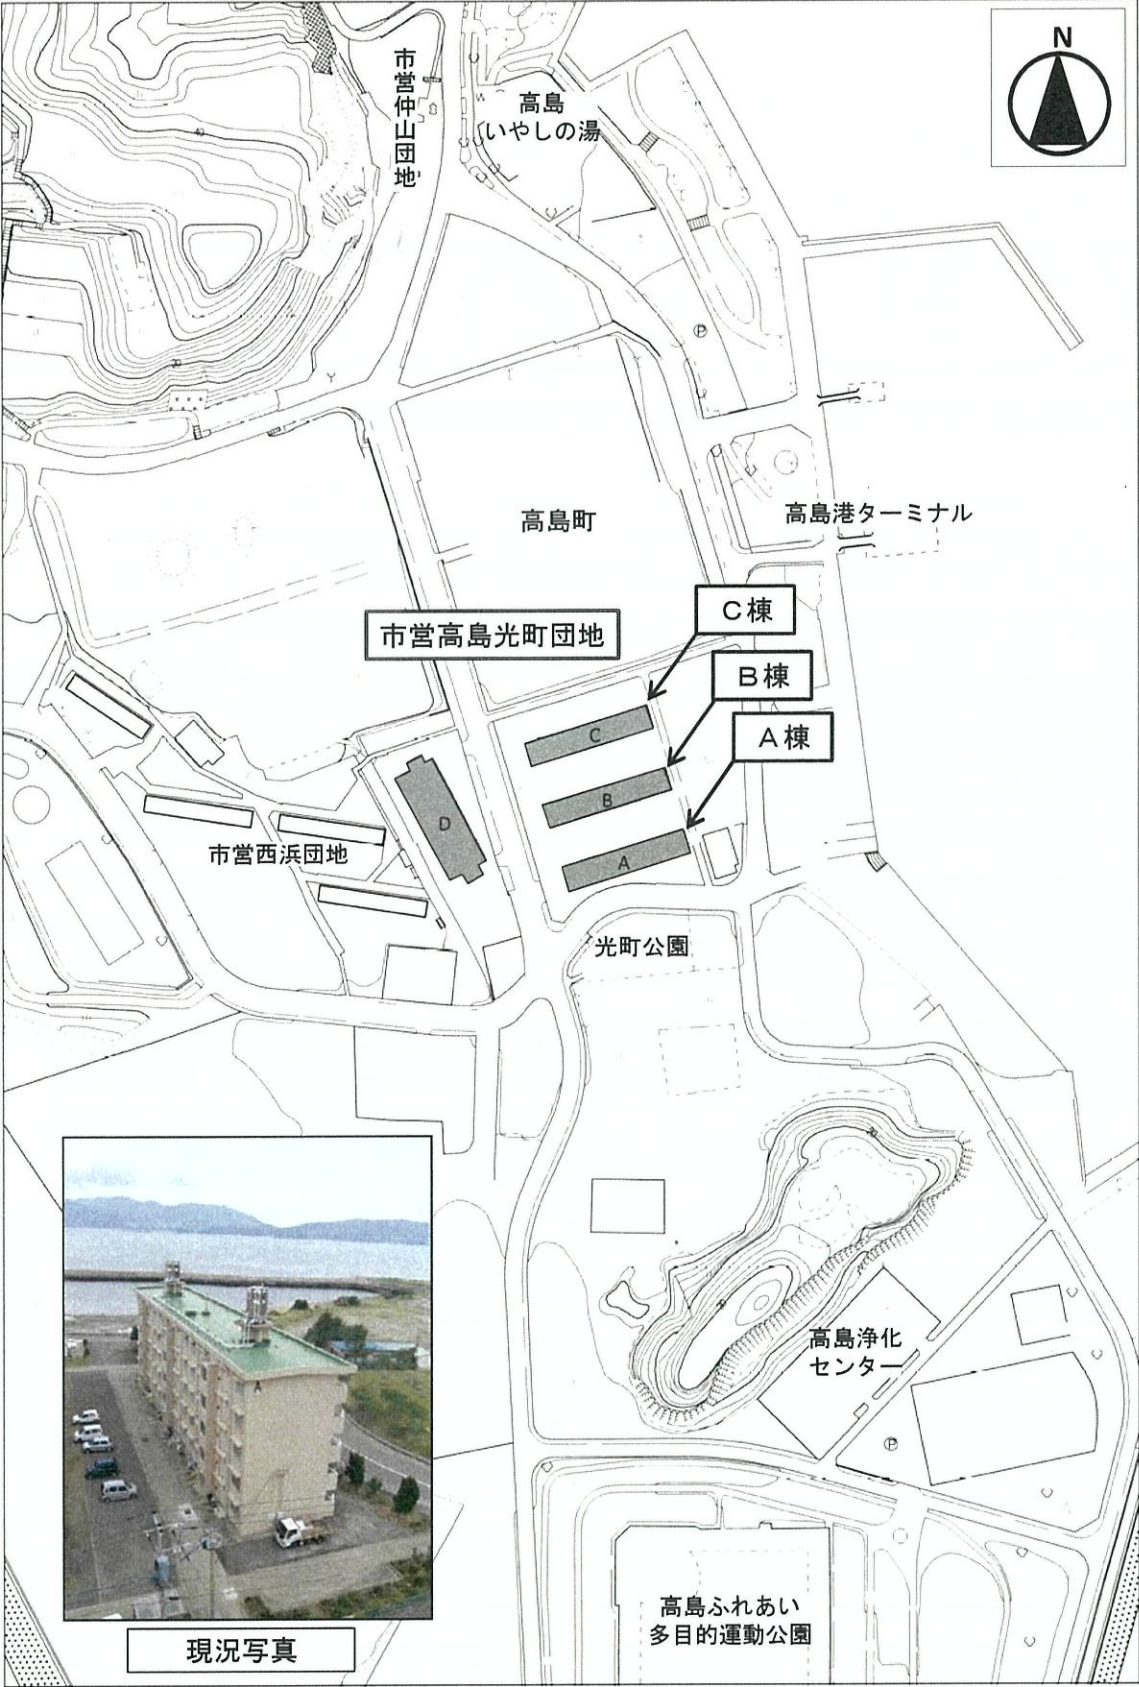 N
市営仲山団地
高島
いやしの湯
40
20
P
高島町
高島港ターミナル
市営高島光町団地
C棟
B棟
A棟
C
B
A
D
市営西浜団地
光町公園
20
高島浄化
センター
P
A
現況写真
高島ふれあい
多目的運動公園